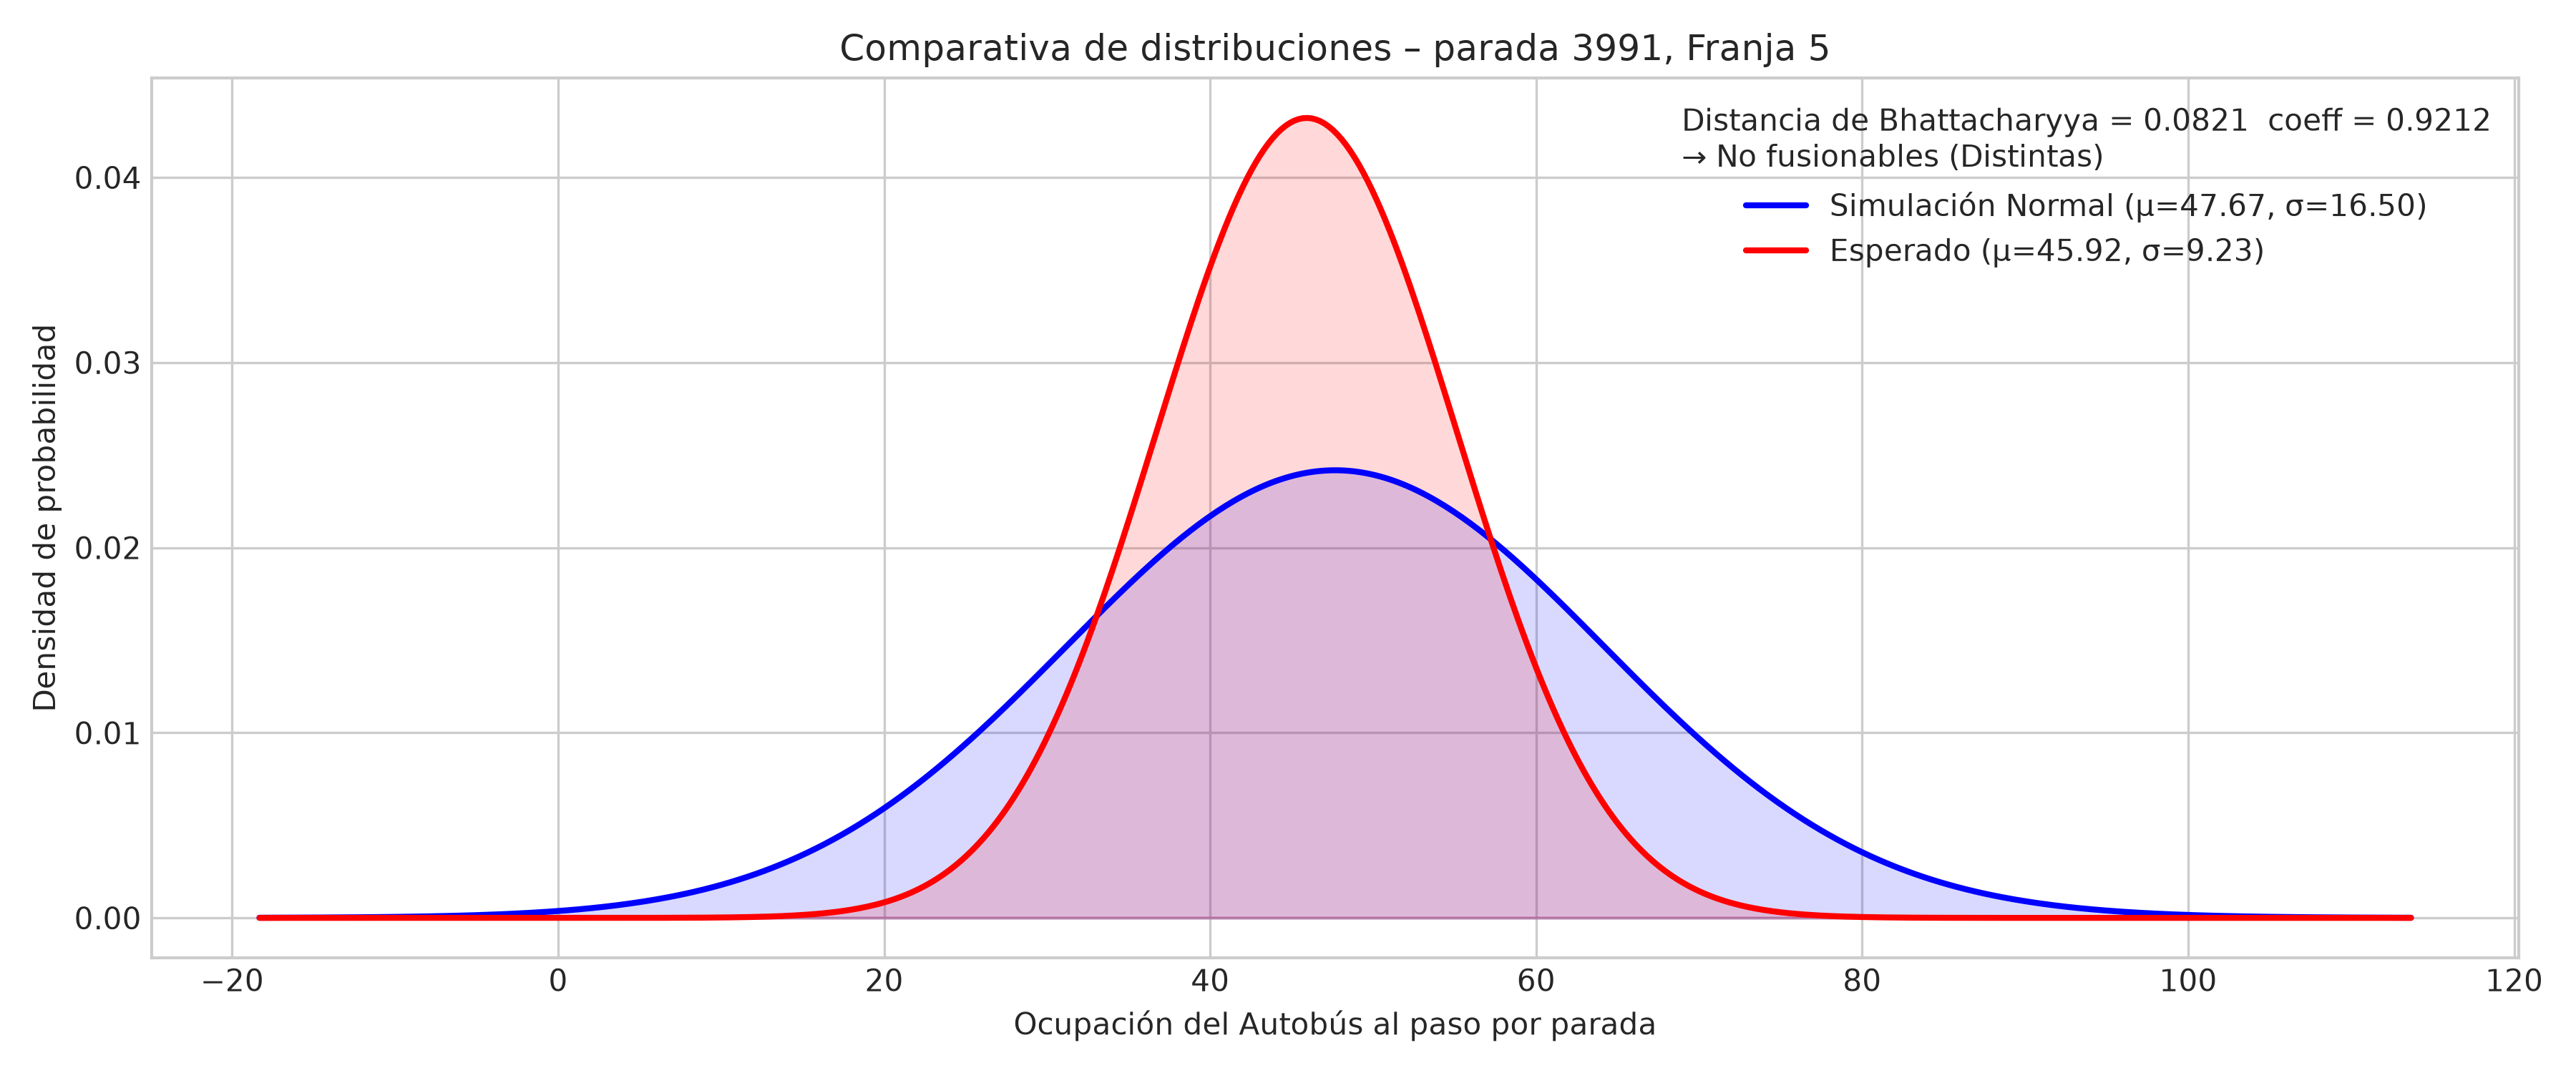 Comparativa de distribuciones – parada 3991, Franja 5
Distancia de Bhattacharyya = 0.0821  coeff = 0.9212
→ No fusionables (Distintas)
Simulación Normal (μ=47.67, σ=16.50)
Esperado (μ=45.92, σ=9.23)
Densidad de probabilidad
0.04
0.03
0.02
0.01
0.00
−20 0 20 40 60 80 100 120
Ocupación del Autobús al paso por parada